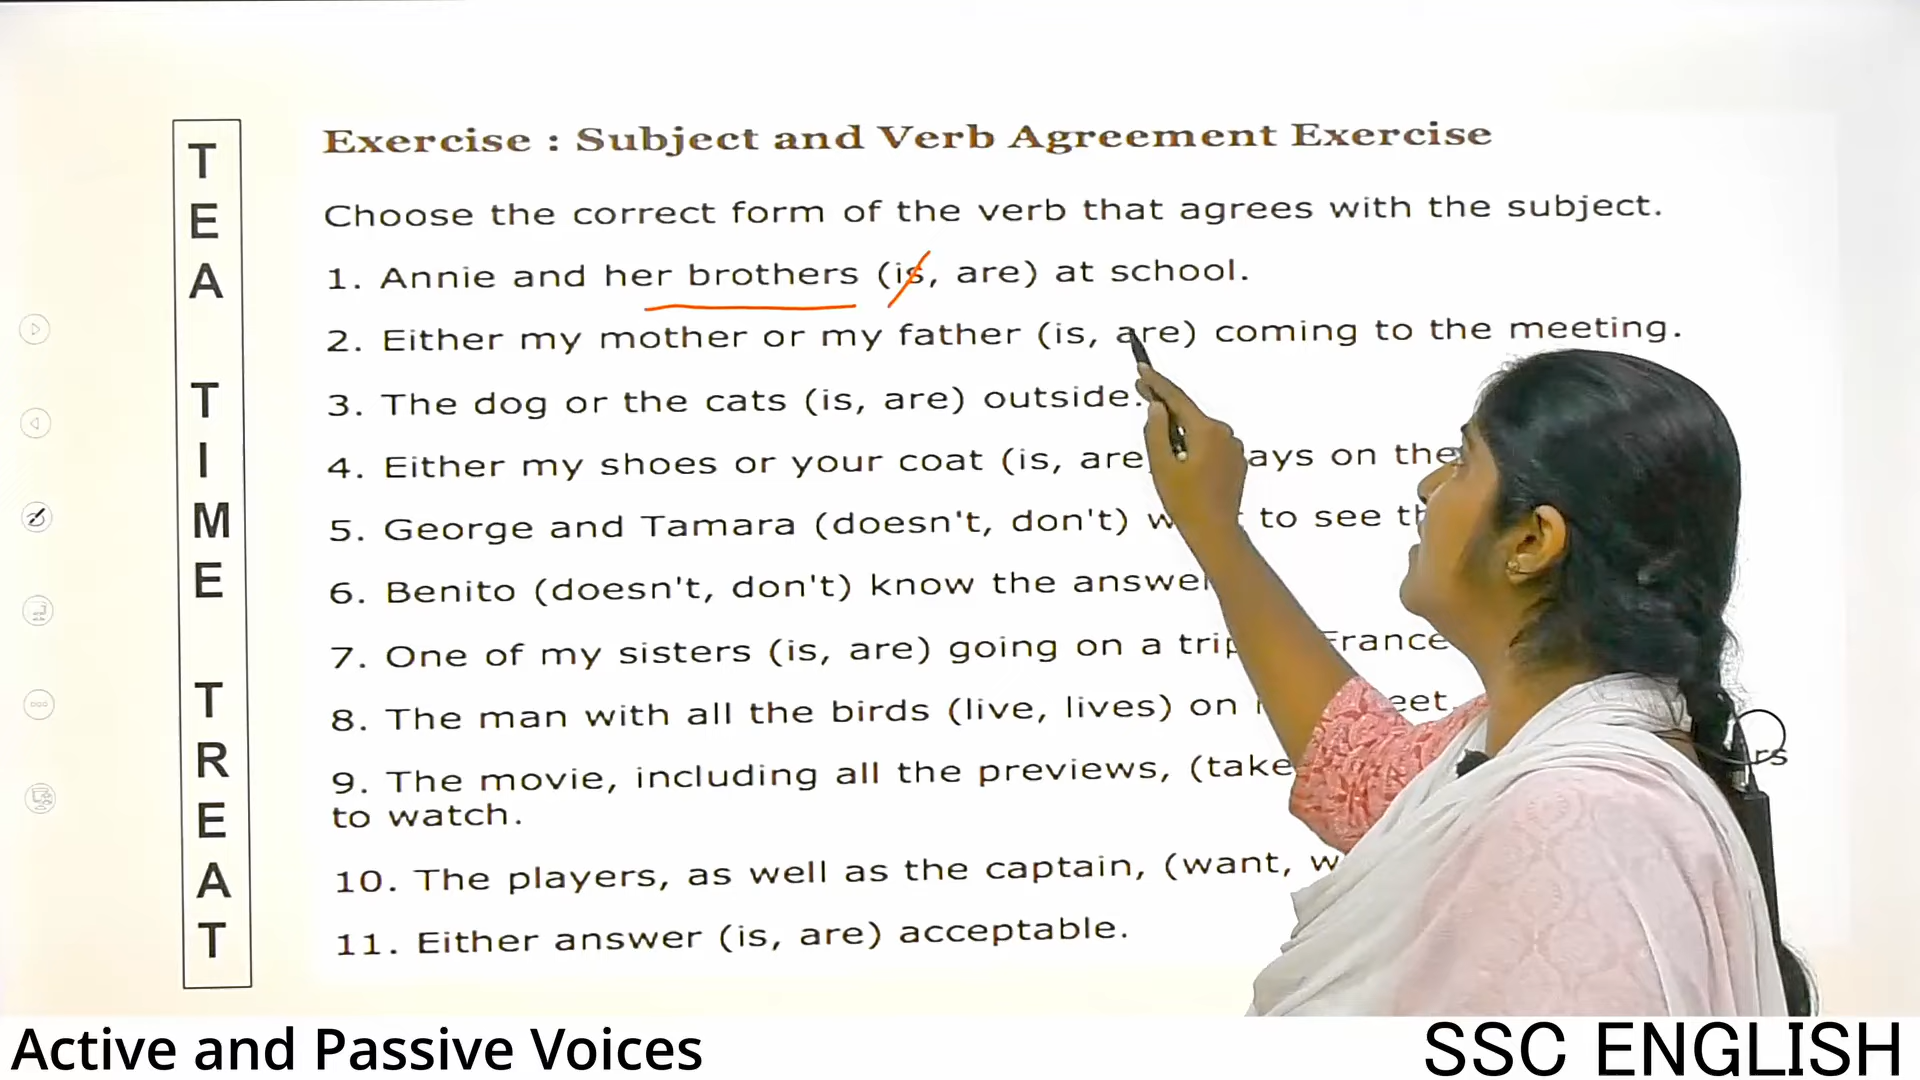 TEA TIME TREAT
Exercise : Subject and Verb Agreement Exercise
Choose the correct form of the verb that agrees with the subject.
1. Annie and her brothers (is, are) at school.
2. Either my mother or my father (is, are) coming to the meeting.
3. The dog or the cats (is, are) outside.
4. Either my shoes or your coat (is, are on the
5. George and Tamara (doesn't, don't) to see
6. Benito (doesn't, don't) know the
7. One of my sisters (is, are) going on a France
8. The man with all the birds (live, lives) on
9. The movie, including all the previews, (take
to watch.
10. The players, as well as the captain, (want,
11. Either answer (is, are) acceptable.
Active and Passive Voices
SSC ENGLISH